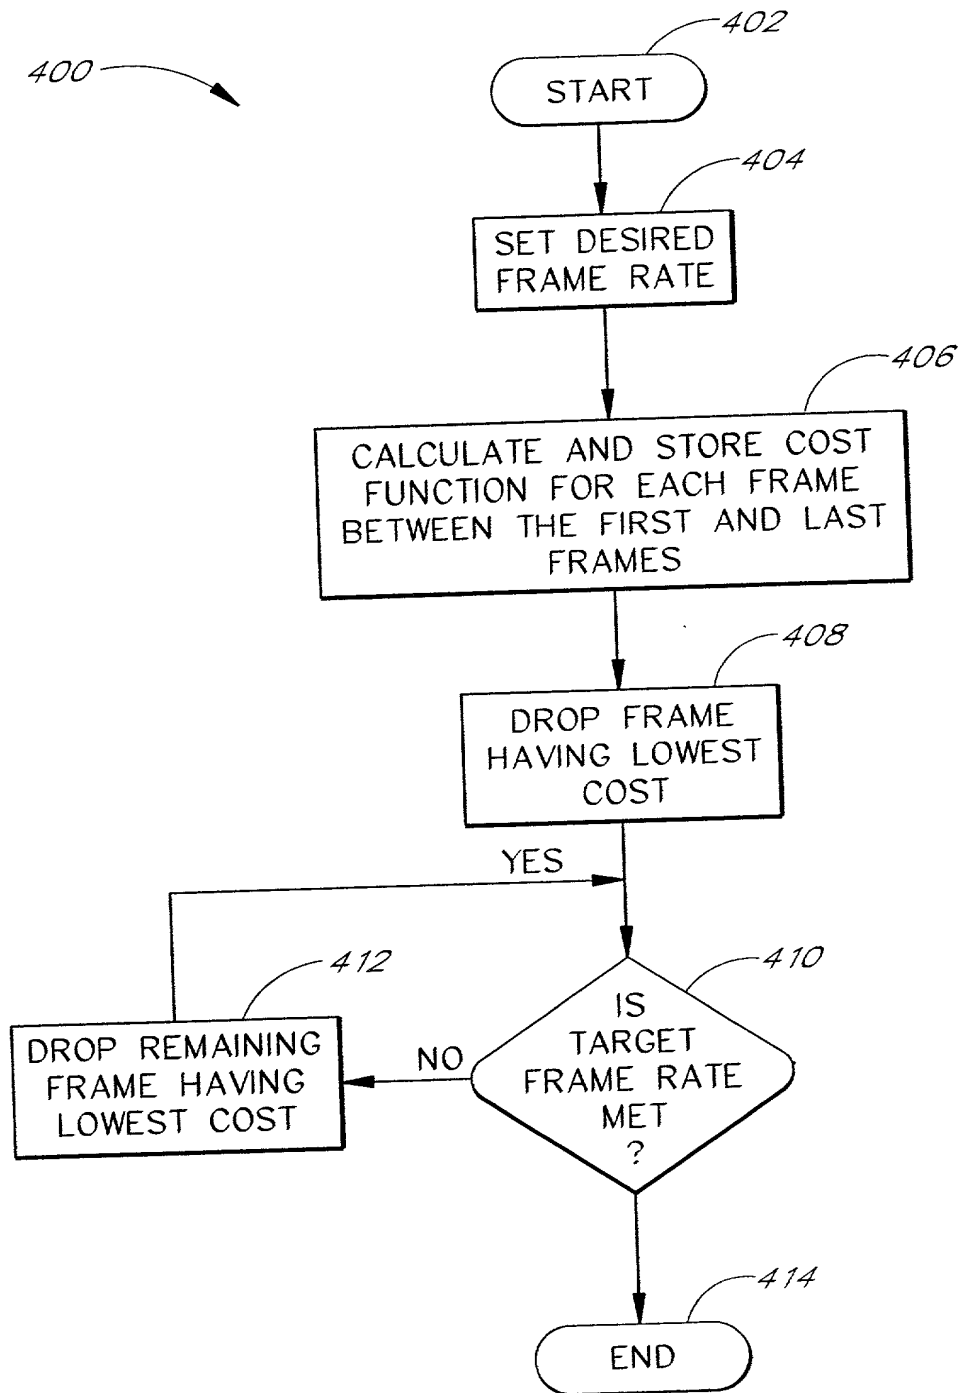 402
400
START
404
SET DESIRED
FRAME RATE
406
CALCULATE AND STORE COST
FUNCTION FOR EACH FRAME
BETWEEN THE FIRST AND LAST
FRAMES
408
DROP FRAME
HAVING LOWEST
COST
YES
412
410
IS
TARGET
FRAME RATE
MET
?
NO
DROP REMAINING
FRAME HAVING
LOWEST COST
414
END